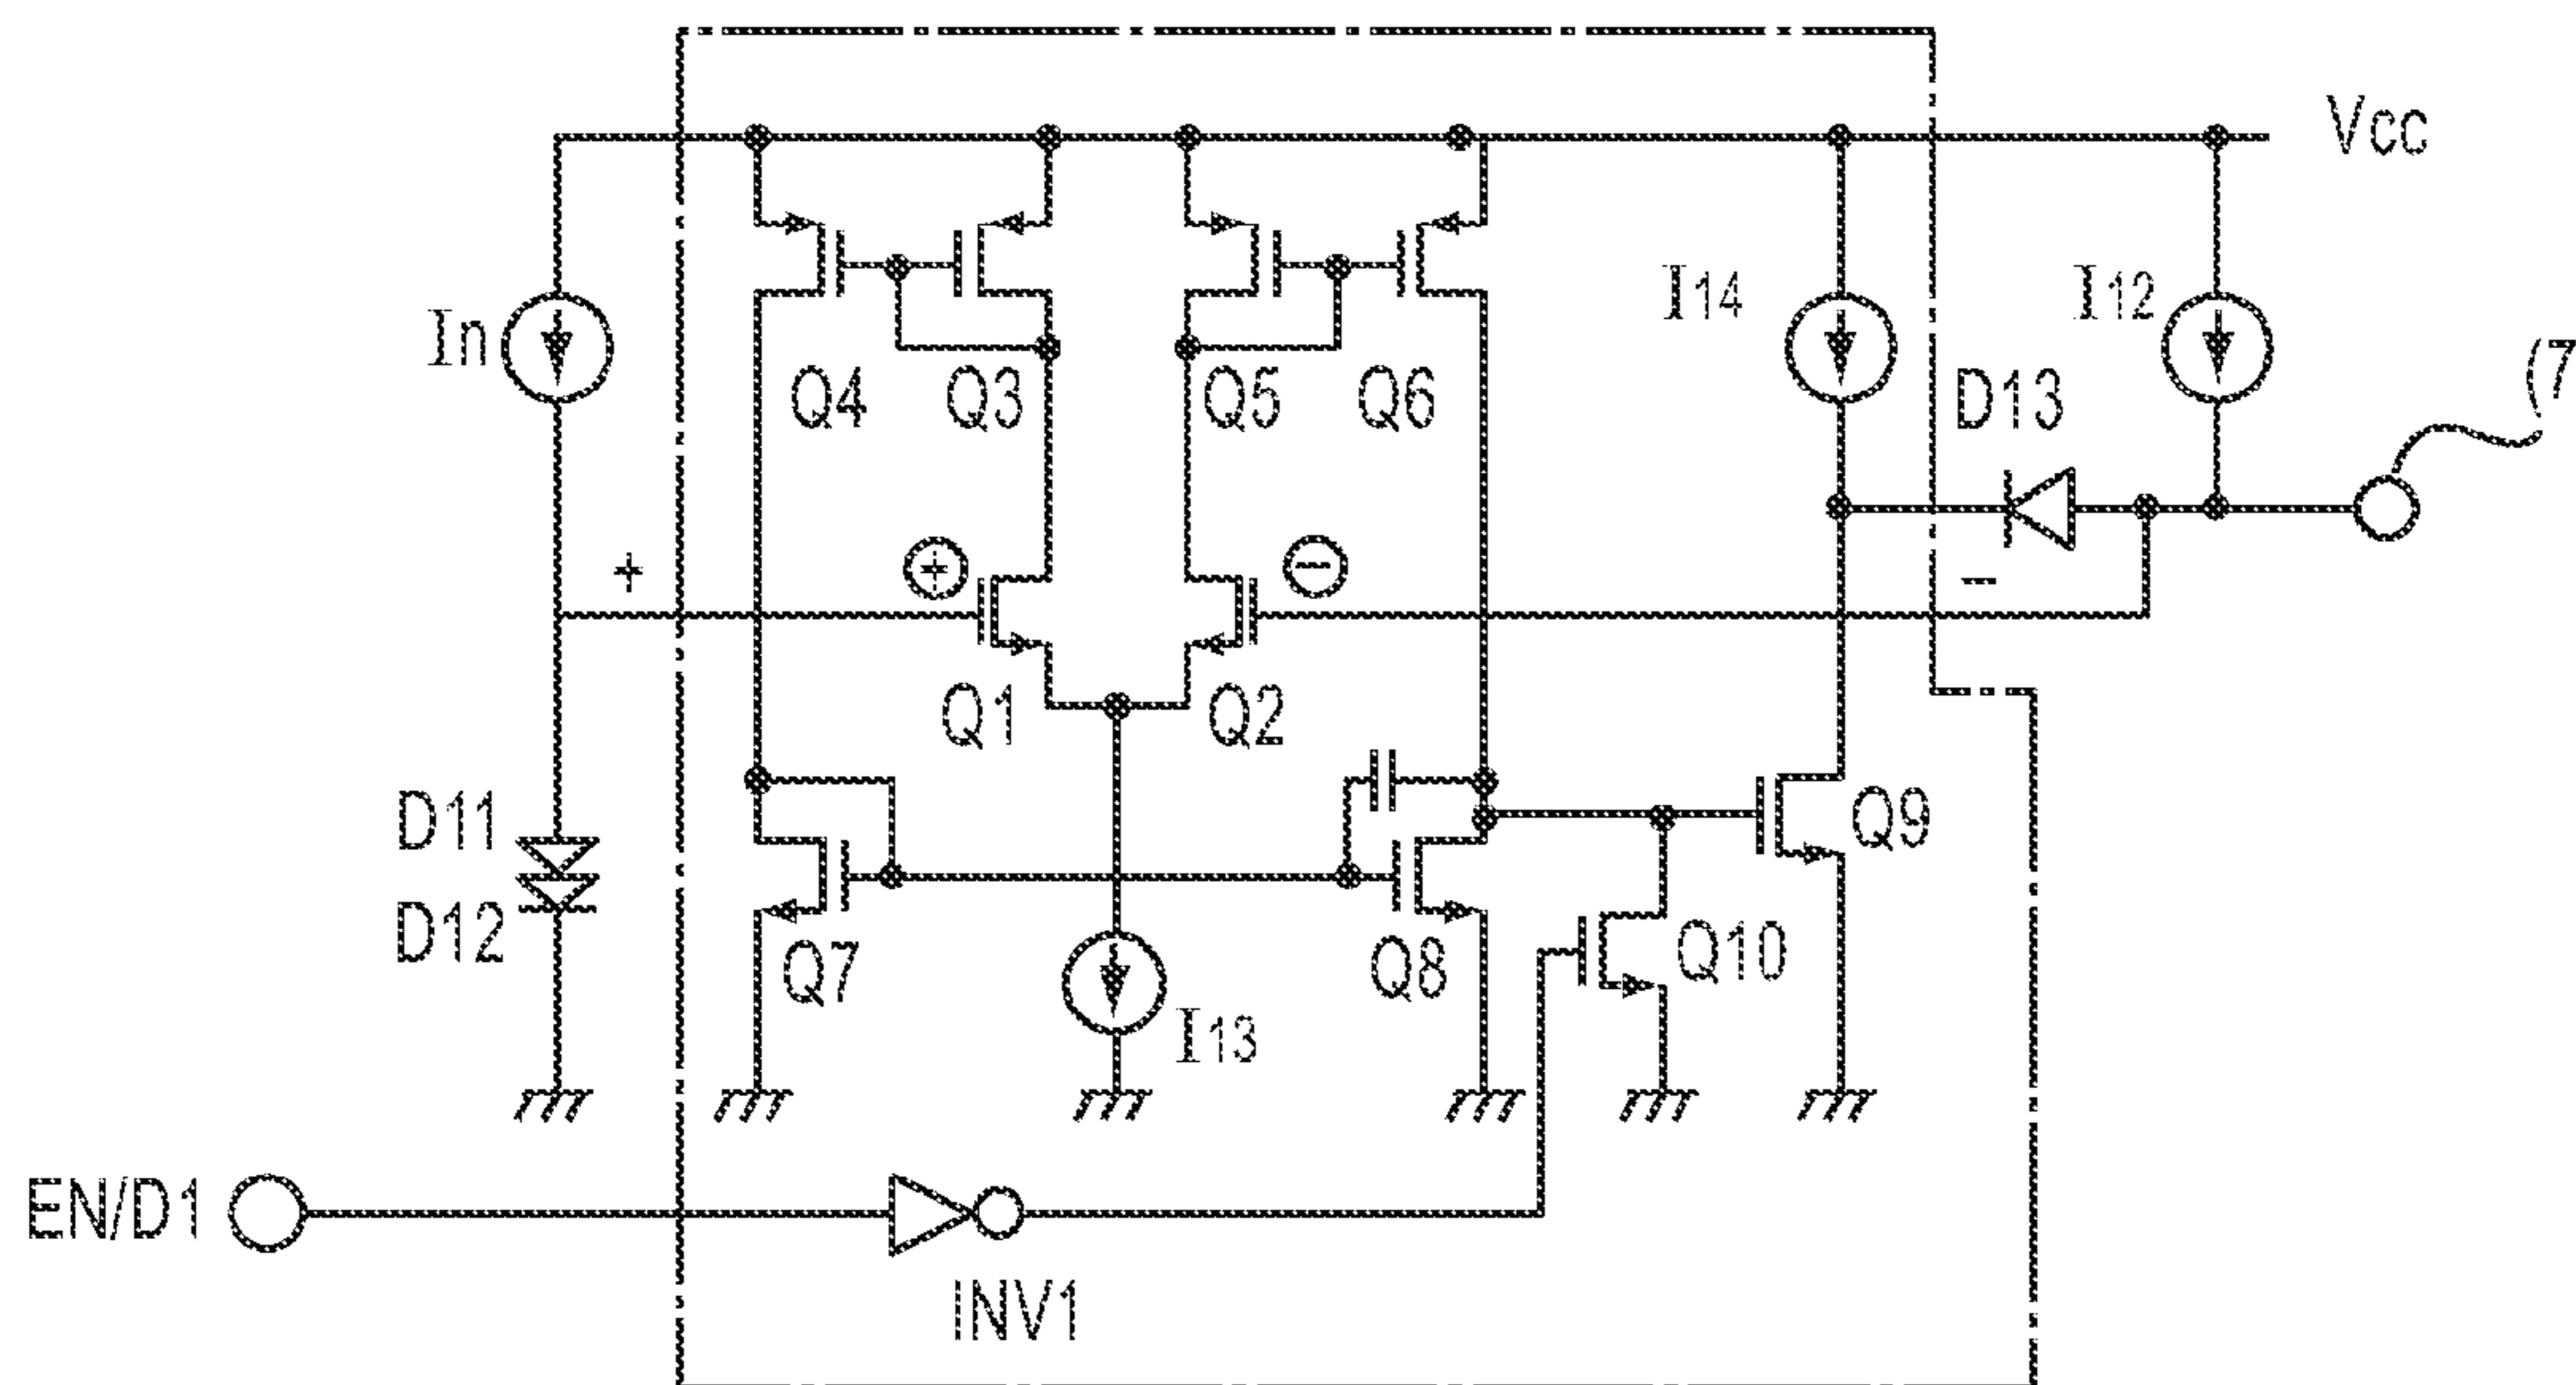 Vcc
In
I14
I12
(7
Q4
Q3
Q5
Q6
D13
+
+
-
-
Q1
Q2
D11
D12
Q9
Q7
Q8
Q10
I13
EN/D1
INV1